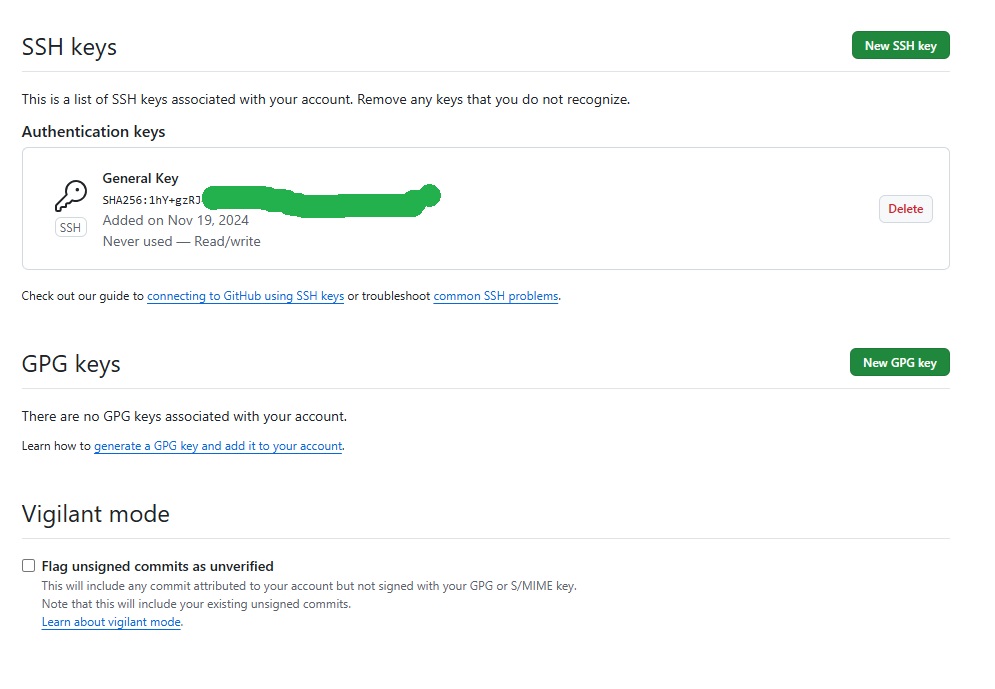 SSH keys
New SSH key
This is a list of SSH keys associated with your account. Remove any keys that you do not recognize.
Authentication keys
General Key
SHA256:1hY+gzRJ
SSH
Added on Nov 19, 2024
Never used — Read/write
Delete
Check out our guide to connecting to GitHub using SSH keys or troubleshoot common SSH problems.
GPG keys
New GPG key
There are no GPG keys associated with your account.
Learn how to generate a GPG key and add it to your account.
Vigilant mode
Flag unsigned commits as unverified
This will include any commit attributed to your account but not signed with your GPG or S/MIME key.
Note that this will include your existing unsigned commits.
Learn about vigilant mode.